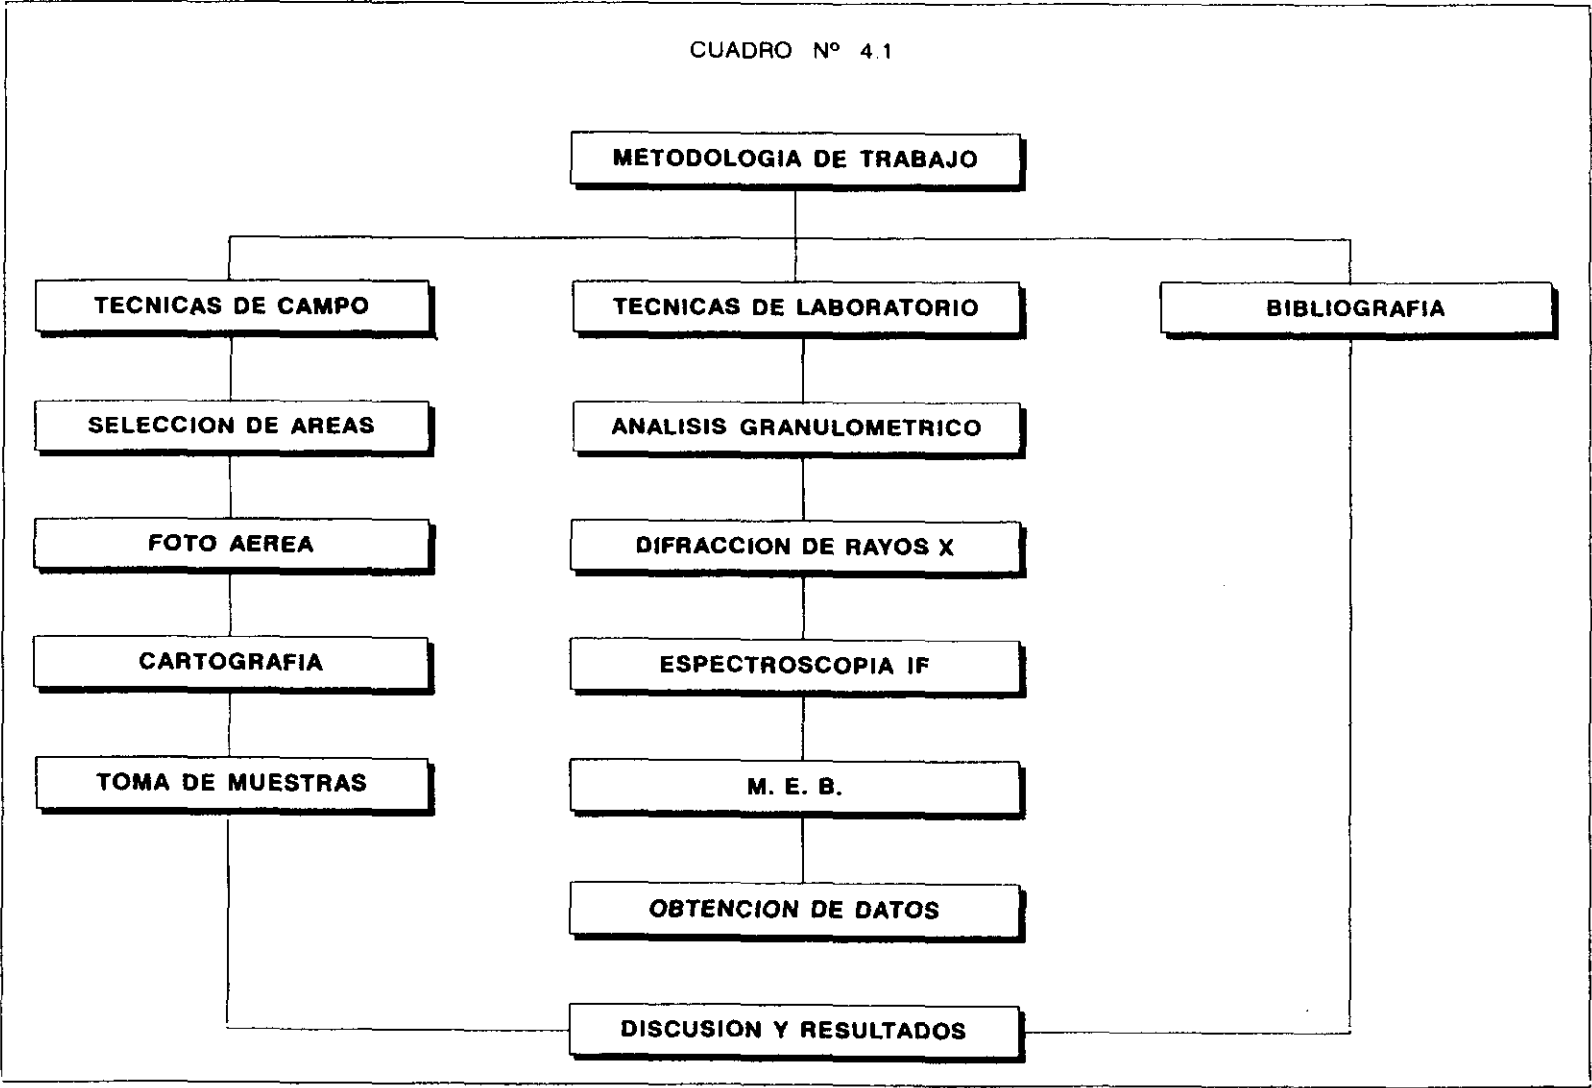 CUADRO Nº 4.1
METODOLOGIA DE TRABAJO
TECNICAS DE CAMPO
TECNICAS DE LABORATORIO
BIBLIOGRAFIA
SELECCION DE AREAS
ANALISIS GRANULOMETRICO
FOTO AEREA
DIFRACCION DE RAYOS X
CARTOGRAFIA
ESPECTROSCOPIA IF
TOMA DE MUESTRAS
M. E. B.
OBTENCION DE DATOS
DISCUSION Y RESULTADOS